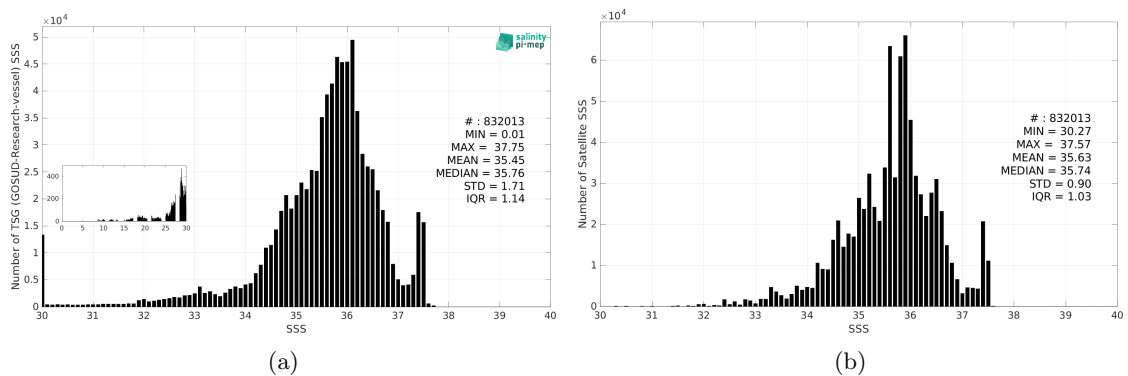 ×10⁴
Number of TSG (GOSUD-Research-vessel) SSS
5
4.5
4
3.5
3
2.5
2
1.5
1
0.5
0
30 31 32 33 34 35 36 37 38 39 40
SSS
salinity
pi-mep
# : 832013
MIN = 0.01
MAX = 37.75
MEAN = 35.45
MEDIAN = 35.76
STD = 1.71
IQR = 1.14
400
200
0
0 5 10 15 20 25 30
(a)
×10⁴
Number of Satellite SSS
6
5
4
3
2
1
0
30 31 32 33 34 35 36 37 38 39 40
SSS
# : 832013
MIN = 30.27
MAX = 37.57
MEAN = 35.63
MEDIAN = 35.74
STD = 0.90
IQR = 1.03
(b)